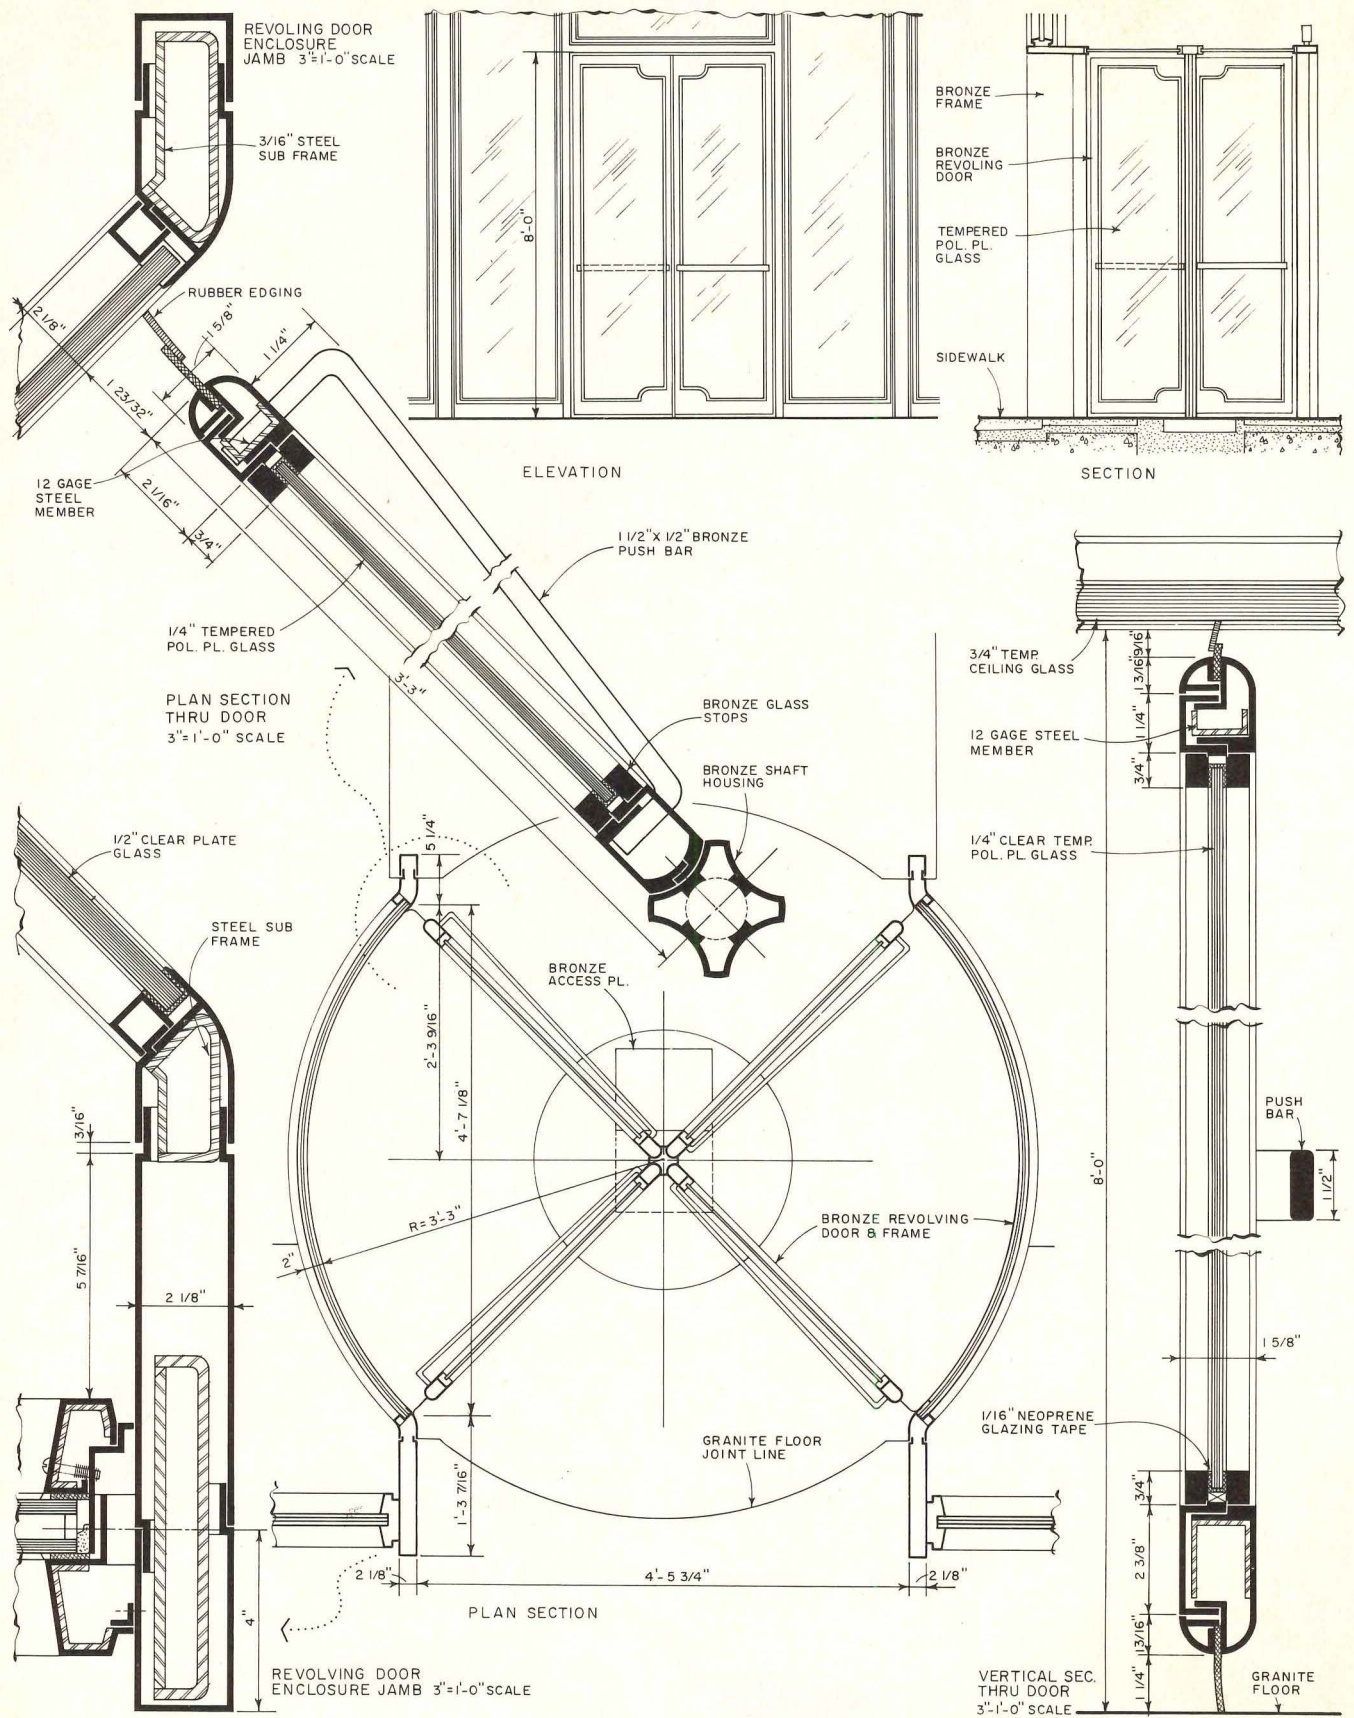 REVOLING DOOR
ENCLOSURE
JAMB 3"=1'-0" SCALE
3/16" STEEL
SUB FRAME
RUBBER EDGING
2 1/8"
1 5/8"
1 1/4"
1 23/32"
12 GAGE
STEEL
MEMBER
2 1/16"
3/4"
1/4" TEMPERED
POL. PL. GLASS
3'-3"
PLAN SECTION
THRU DOOR
3"=1'-0" SCALE
1 1/2" X 1/2" BRONZE
PUSH BAR
BRONZE GLASS
STOPS
BRONZE SHAFT
HOUSING
8'-0"
ELEVATION
BRONZE
FRAME
BRONZE
REVOLING
DOOR
TEMPERED
POL. PL.
GLASS
SIDEWALK
SECTION
1/2" CLEAR PLATE
GLASS
STEEL SUB
FRAME
3/16"
5 7/16"
2 1/8"
4"
REVOLVING DOOR
ENCLOSURE JAMB 3"=1'-0" SCALE
5 1/4"
2'-3 9/16"
4'-7 1/8"
BRONZE
ACCESS PL.
R=3'-3"
2"
BRONZE REVOLVING
DOOR & FRAME
GRANITE FLOOR
JOINT LINE
1'-3 7/16"
2 1/8"
4'-5 3/4"
2 1/8"
PLAN SECTION
3/4" TEMP.
CEILING GLASS
9/16"
1 3/16"
1 1/4"
3/4"
12 GAGE STEEL
MEMBER
1/4" CLEAR TEMP.
POL. PL. GLASS
8'-0"
PUSH
BAR
1 1/2"
1 5/8"
1/16" NEOPRENE
GLAZING TAPE
3/4"
2 3/8"
1 3/16"
1 1/4"
VERTICAL SEC.
THRU DOOR
3"-1'-0" SCALE
GRANITE
FLOOR